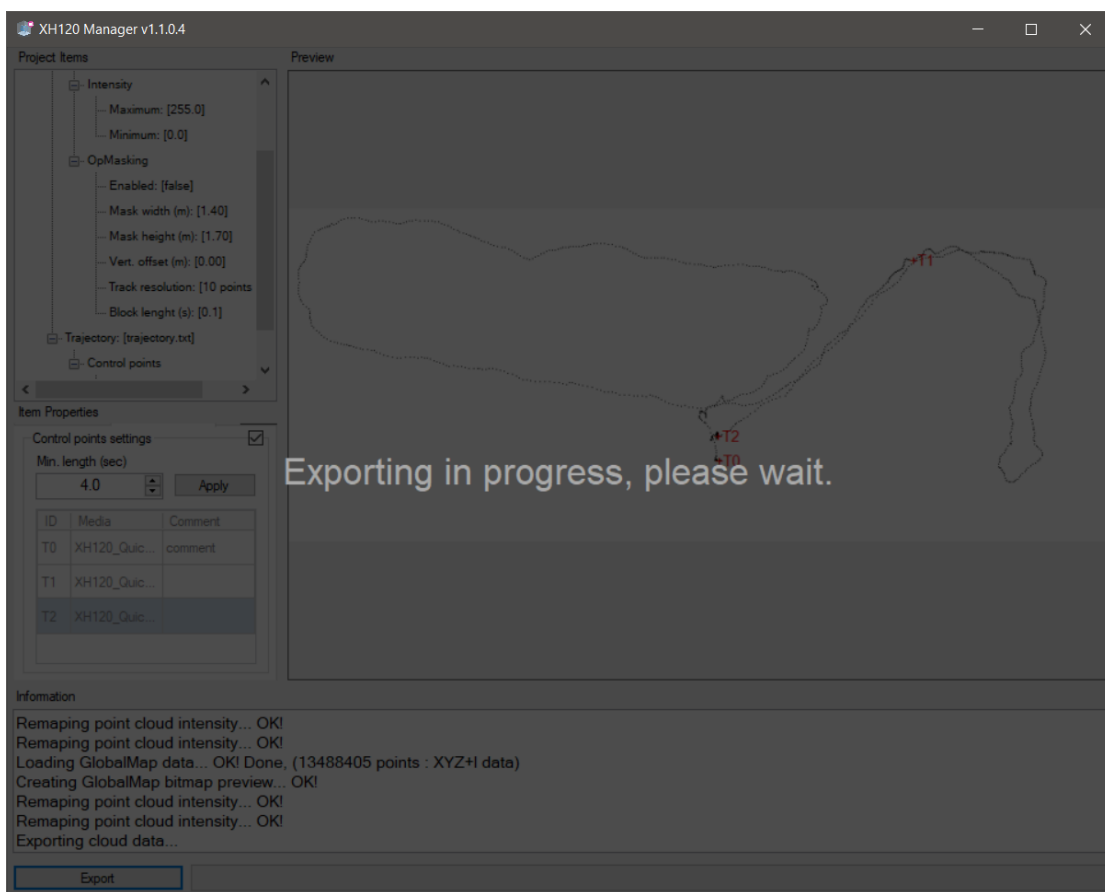 XH120 Manager v1.1.0.4
Project Items
Intensity
Maximum: [255.0]
Minimum: [0.0]
OpMasking
Enabled: [false]
Mask width (m): [1.40]
Mask height (m): [1.70]
Vert. offset (m): [0.00]
Track resolution: [10 points
Block lenght (s): [0.1]
Trajectory: [trajectory.txt]
Control points
Item Properties
Control points settings
Min. length (sec)
4.0 Apply
ID Media Comment
T0 XH120_Quic... comment
T1 XH120_Quic...
T2 XH120_Quic...
Preview
T1
T2
T0
Exporting in progress, please wait.
Information
Remaping point cloud intensity... OK!
Remaping point cloud intensity... OK!
Loading GlobalMap data... OK! Done, (13488405 points : XYZ+I data)
Creating GlobalMap bitmap preview... OK!
Remaping point cloud intensity... OK!
Remaping point cloud intensity... OK!
Exporting cloud data...
Export